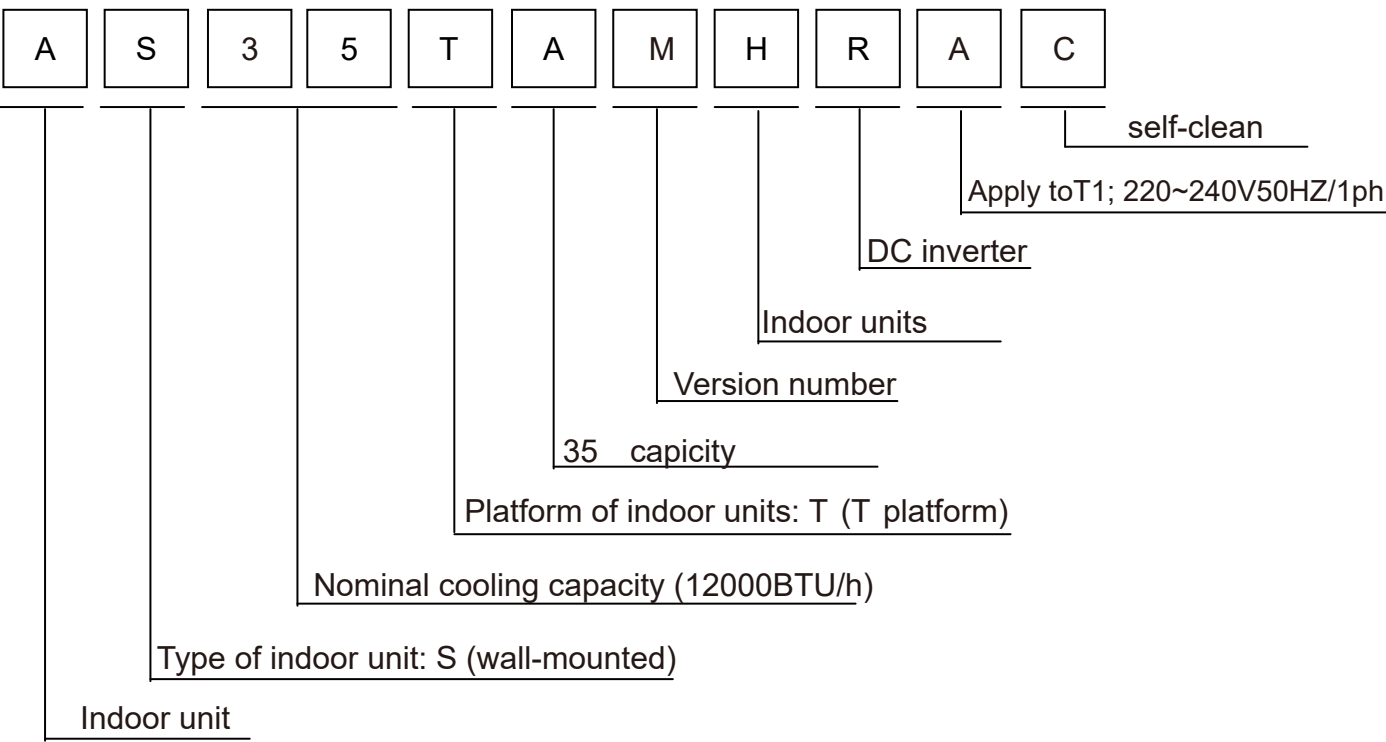 A S 3 5 T A M H R A C
self-clean
Apply toT1; 220~240V50HZ/1ph
DC inverter
Indoor units
Version number
35 capicity
Platform of indoor units: T (T platform)
Nominal cooling capacity (12000BTU/h)
Type of indoor unit: S (wall-mounted)
Indoor unit